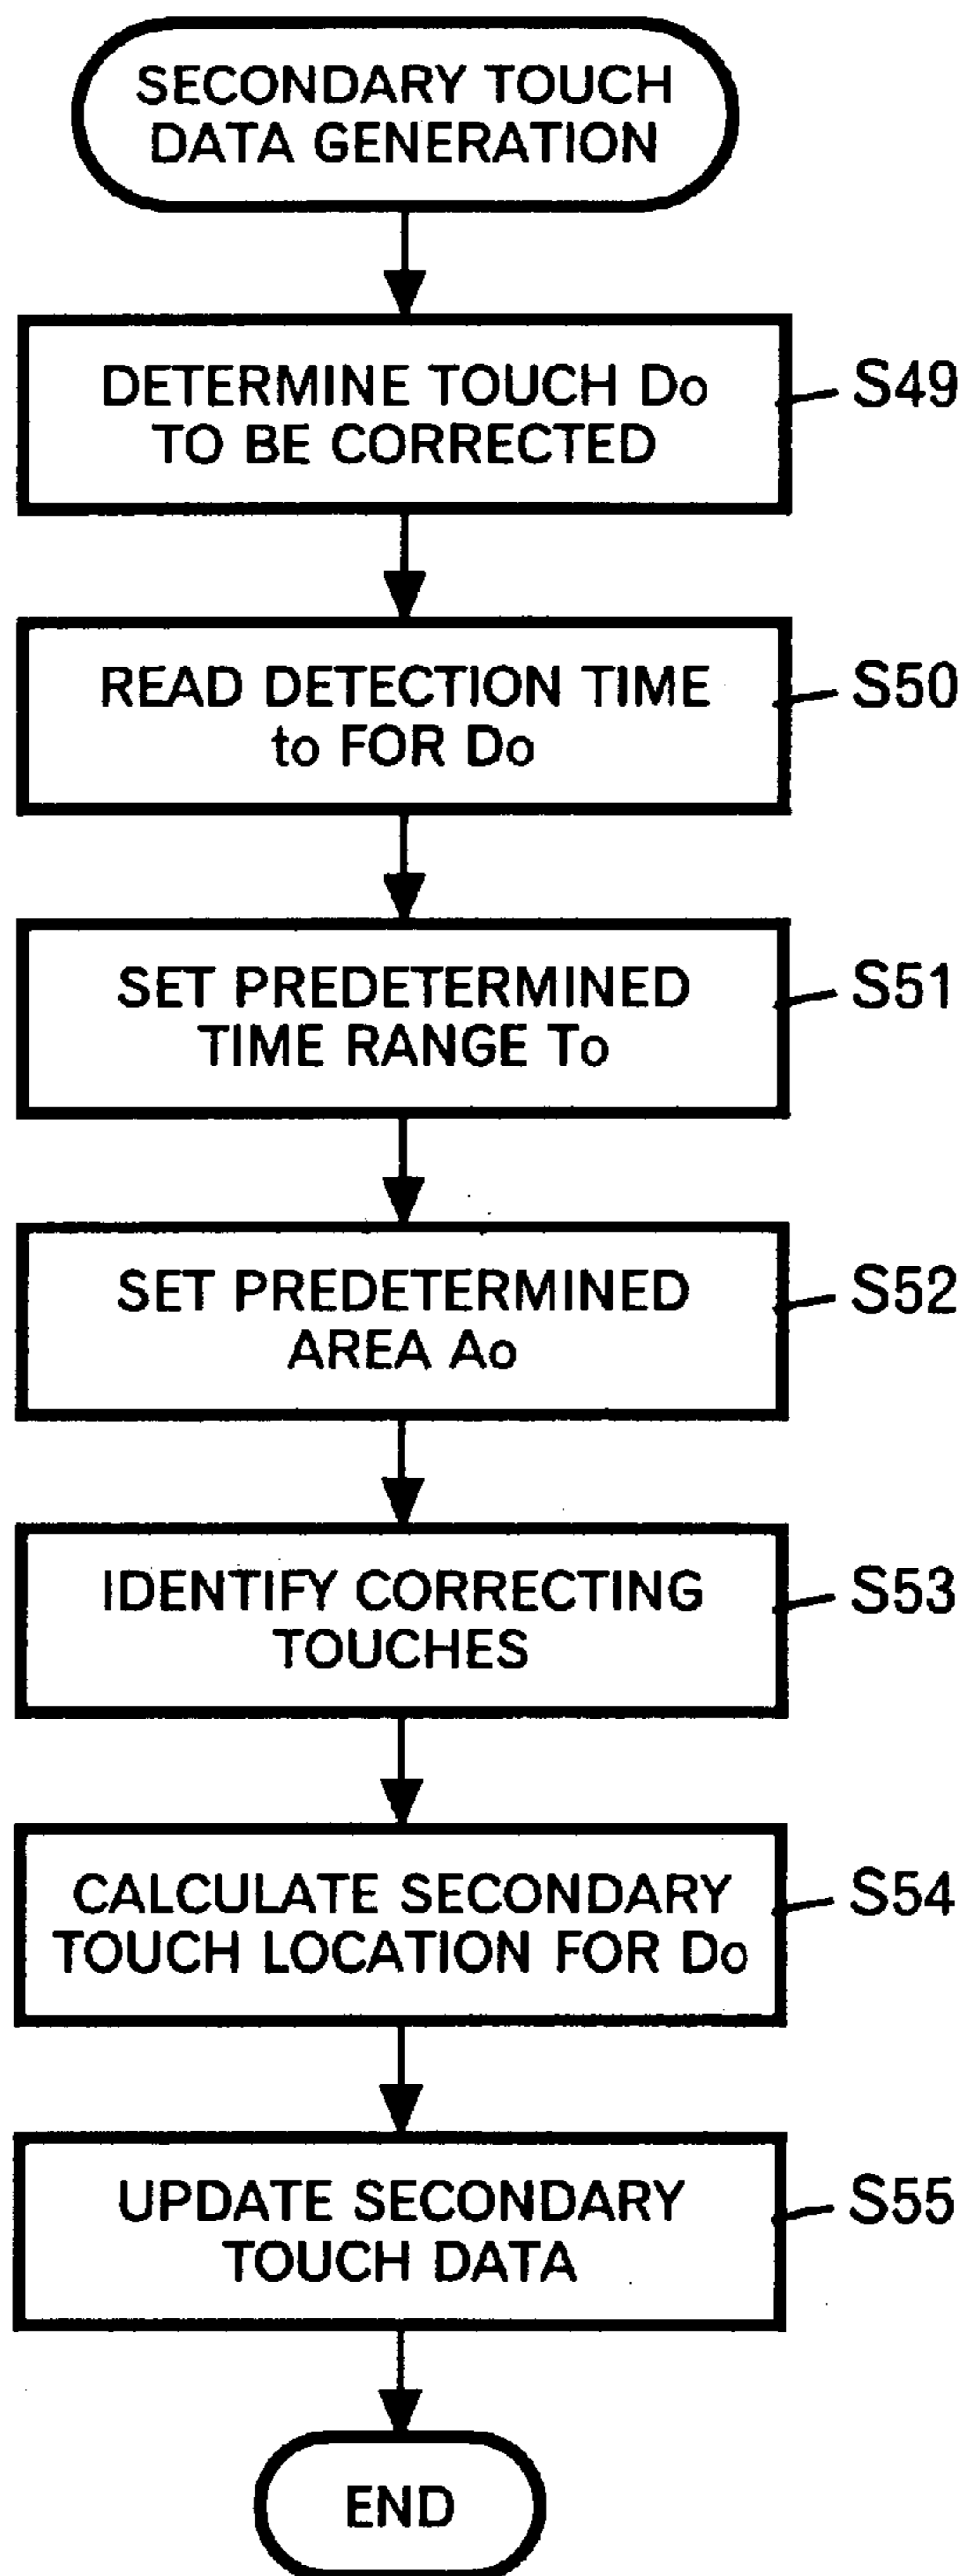 SECONDARY TOUCH
DATA GENERATION
DETERMINE TOUCH Do
TO BE CORRECTED
S49
READ DETECTION TIME
to FOR Do
S50
SET PREDETERMINED
TIME RANGE To
S51
SET PREDETERMINED
AREA Ao
S52
IDENTIFY CORRECTING
TOUCHES
S53
CALCULATE SECONDARY
TOUCH LOCATION FOR Do
S54
UPDATE SECONDARY
TOUCH DATA
S55
END